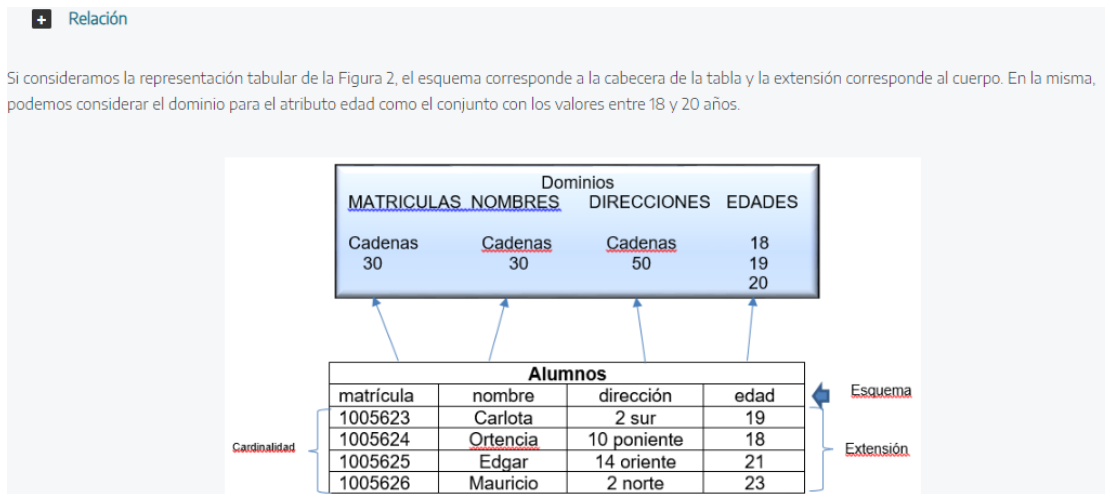 + Relación
Si consideramos la representación tabular de la Figura 2, el esquema corresponde a la cabecera de la tabla y la extensión corresponde al cuerpo. En la misma,
podemos considerar el dominio para el atributo edad como el conjunto con los valores entre 18 y 20 años.
Dominios
MATRICULAS NOMBRES DIRECCIONES EDADES
Cadenas Cadenas Cadenas 18
30 30 50 19
20
Alumnos
matrícula nombre dirección edad Esquema
1005623 Carlota 2 sur 19
Cardinalidad 1005624 Ortencia 10 poniente 18 Extensión
1005625 Edgar 14 oriente 21
1005626 Mauricio 2 norte 23